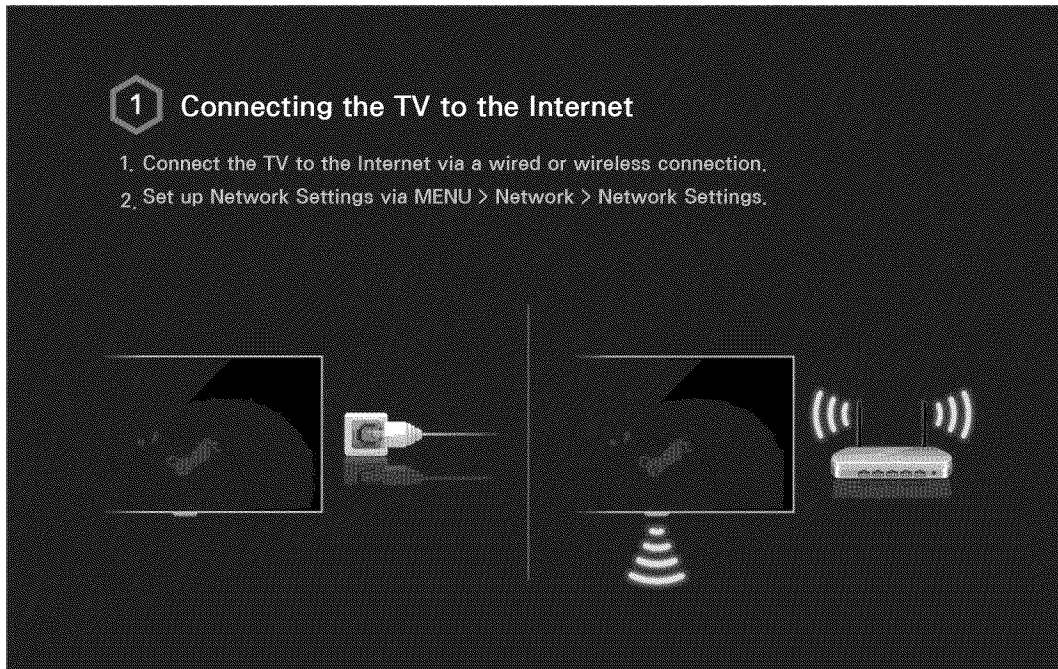 1
Connecting the TV to the Internet
1. Connect the TV to the Internet via a wired or wireless connection.
2. Set up Network Settings via MENU > Network > Network Settings.